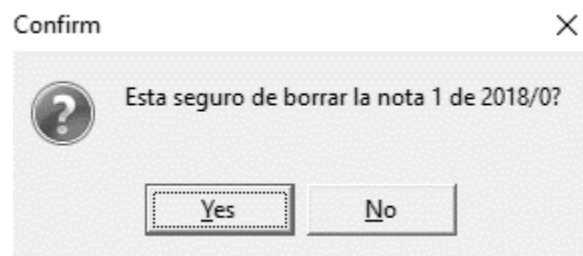 Confirm
Esta seguro de borrar la nota 1 de 2018/0?
Yes
No